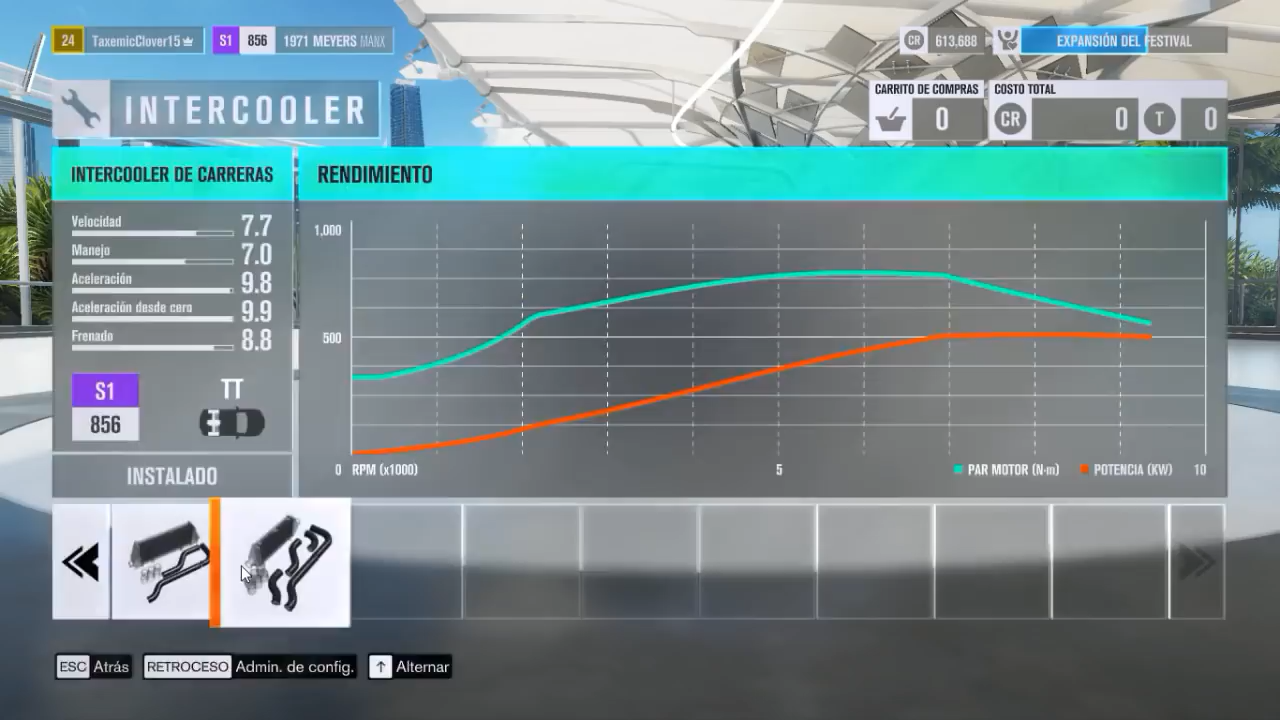 24 TaxemicClover15 S1 856 1971 MEYERS MANX
CR 613,688 EXPANSIÓN DEL FESTIVAL
INTERCOOLER
CARRITO DE COMPRAS COSTO TOTAL
0 CR 0 T 0
INTERCOOLER DE CARRERAS
RENDIMIENTO
Velocidad 7.7
Manejo 7.0
Aceleración 9.8
Aceleración desde cero 9.9
Frenado 8.8
S1 TT
856
INSTALADO
1,000
500
0 RPM (x1000) 5 PAR MOTOR (N·m) POTENCIA (KW) 10
ESC Atrás RETROCESO Admin. de config. ↑ Alternar